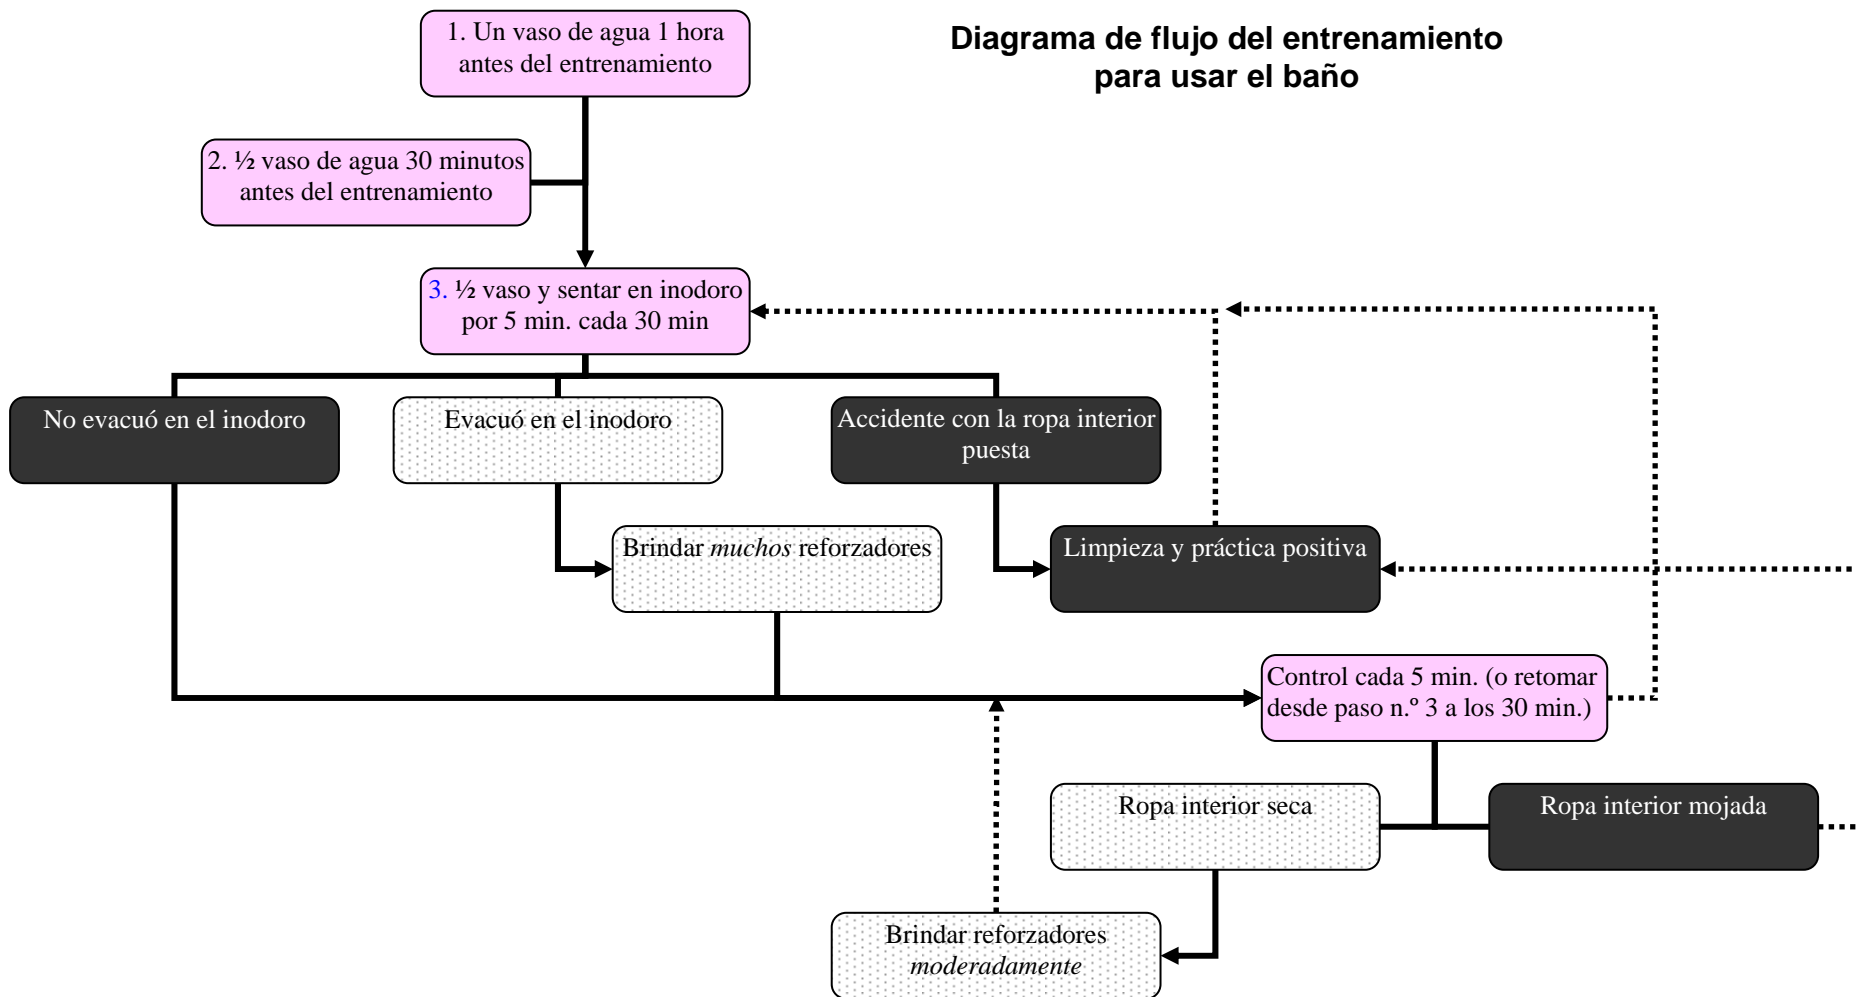 Diagrama de flujo del entrenamiento
para usar el baño
1. Un vaso de agua 1 hora
antes del entrenamiento
2. ½ vaso de agua 30 minutos
antes del entrenamiento
3. ½ vaso y sentar en inodoro
por 5 min. cada 30 min
No evacuó en el inodoro
Evacuó en el inodoro
Accidente con la ropa interior
puesta
Brindar muchos reforzadores
Limpieza y práctica positiva
Control cada 5 min. (o retomar
desde paso n.º 3 a los 30 min.)
Ropa interior seca
Ropa interior mojada
Brindar reforzadores
moderadamente